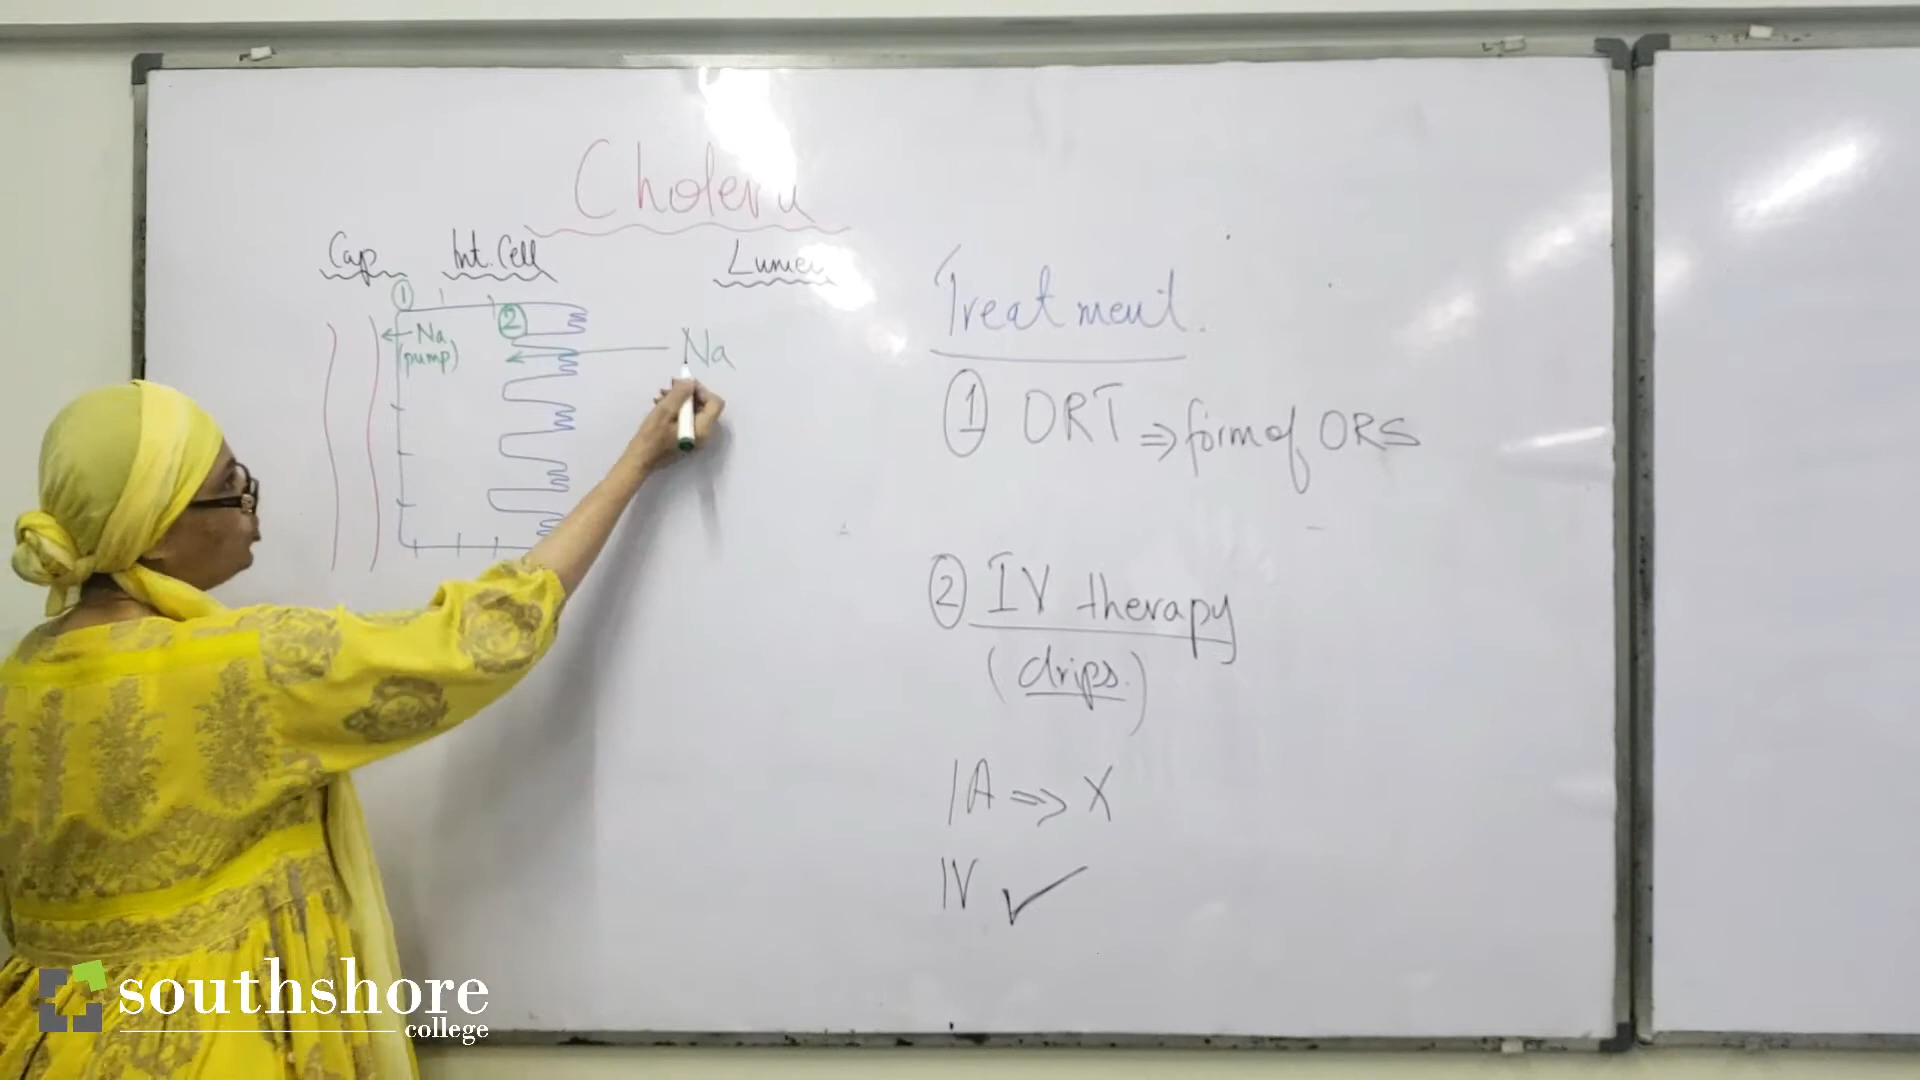 Cholera
Cap
Int. Cell
Lumen
①
②
Na
(pump)
Na
Treatment.
① ORT ⇒ form of ORS
② IV therapy
(drips.)
IA ⇒ X
IV ✓
southshore
college